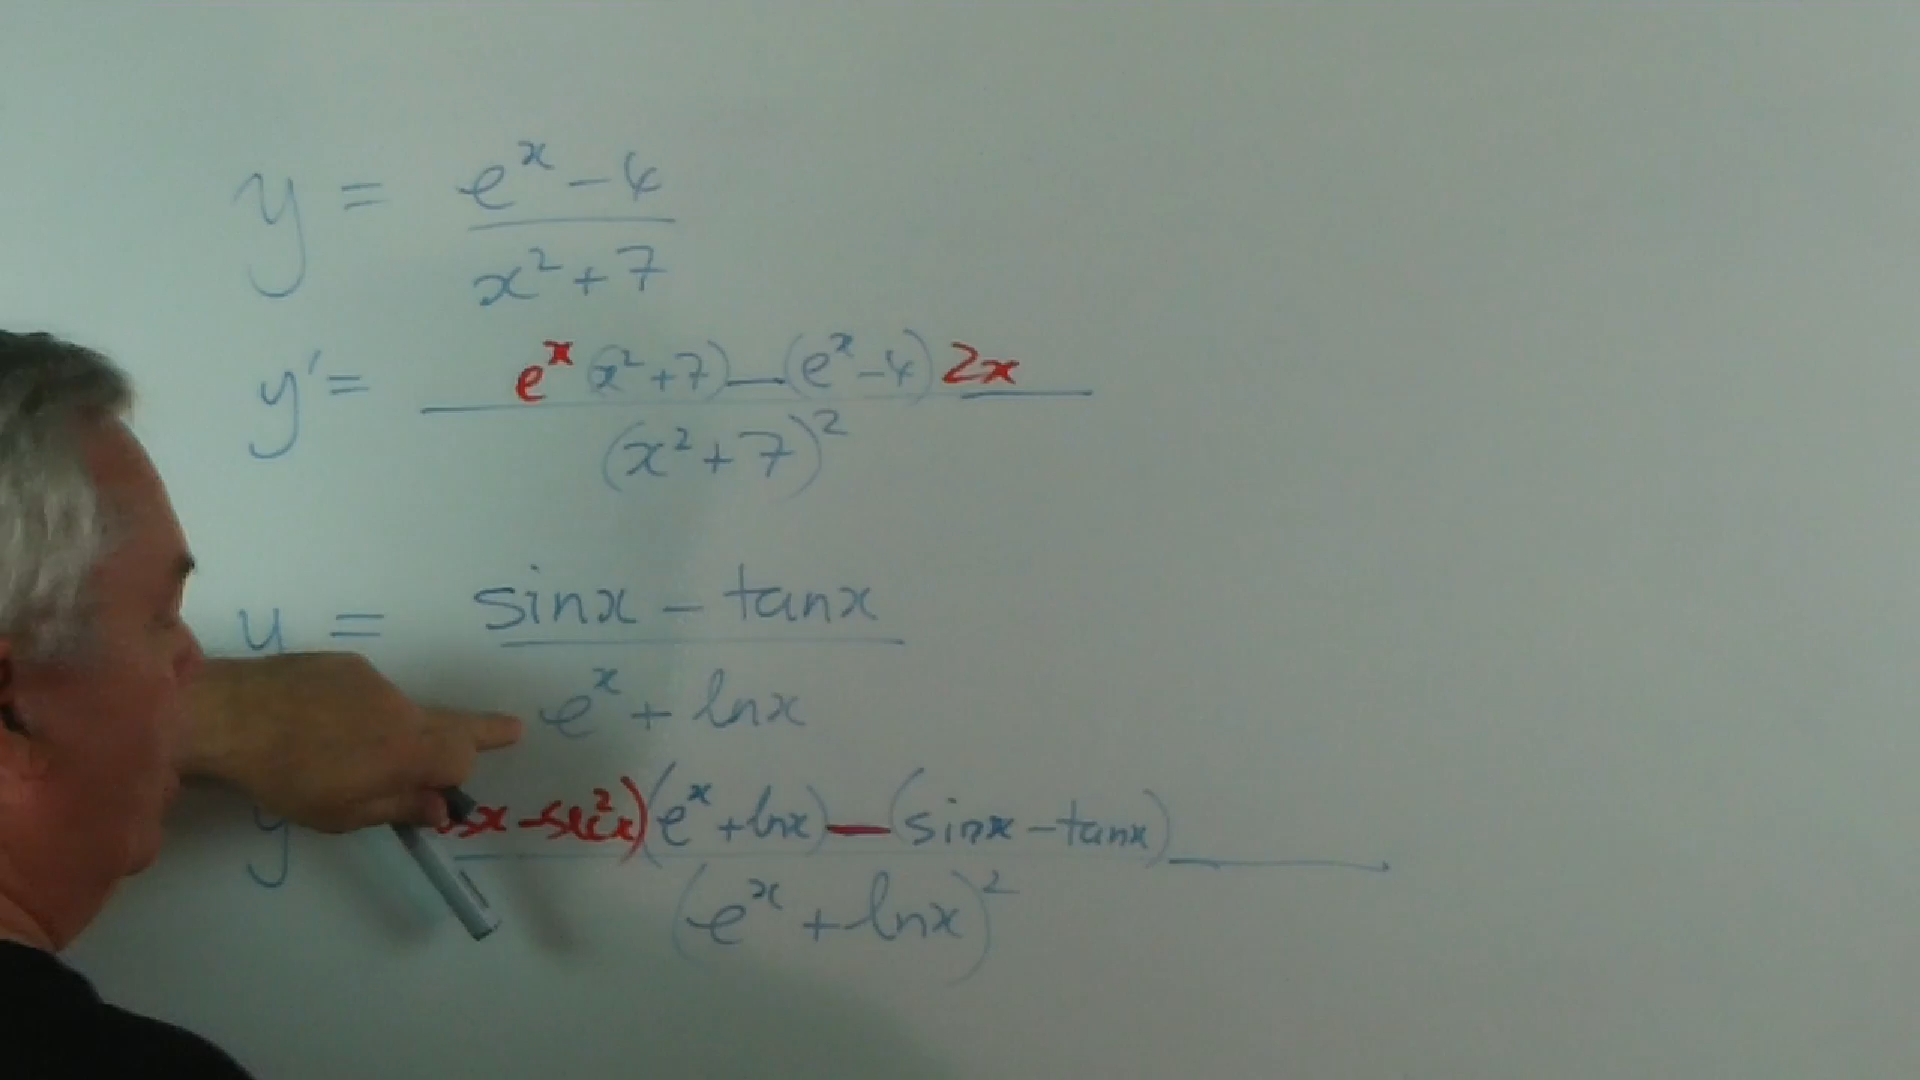 y = e^x - 4
x² + 7
y' = e^x (x² + 7) - (e^x - 4) 2x
(x² + 7)²
y = sinx - tanx
e^x + lnx
y - sec²x)(e^x + lnx) - (sinx - tanx)
(e^x + lnx)²